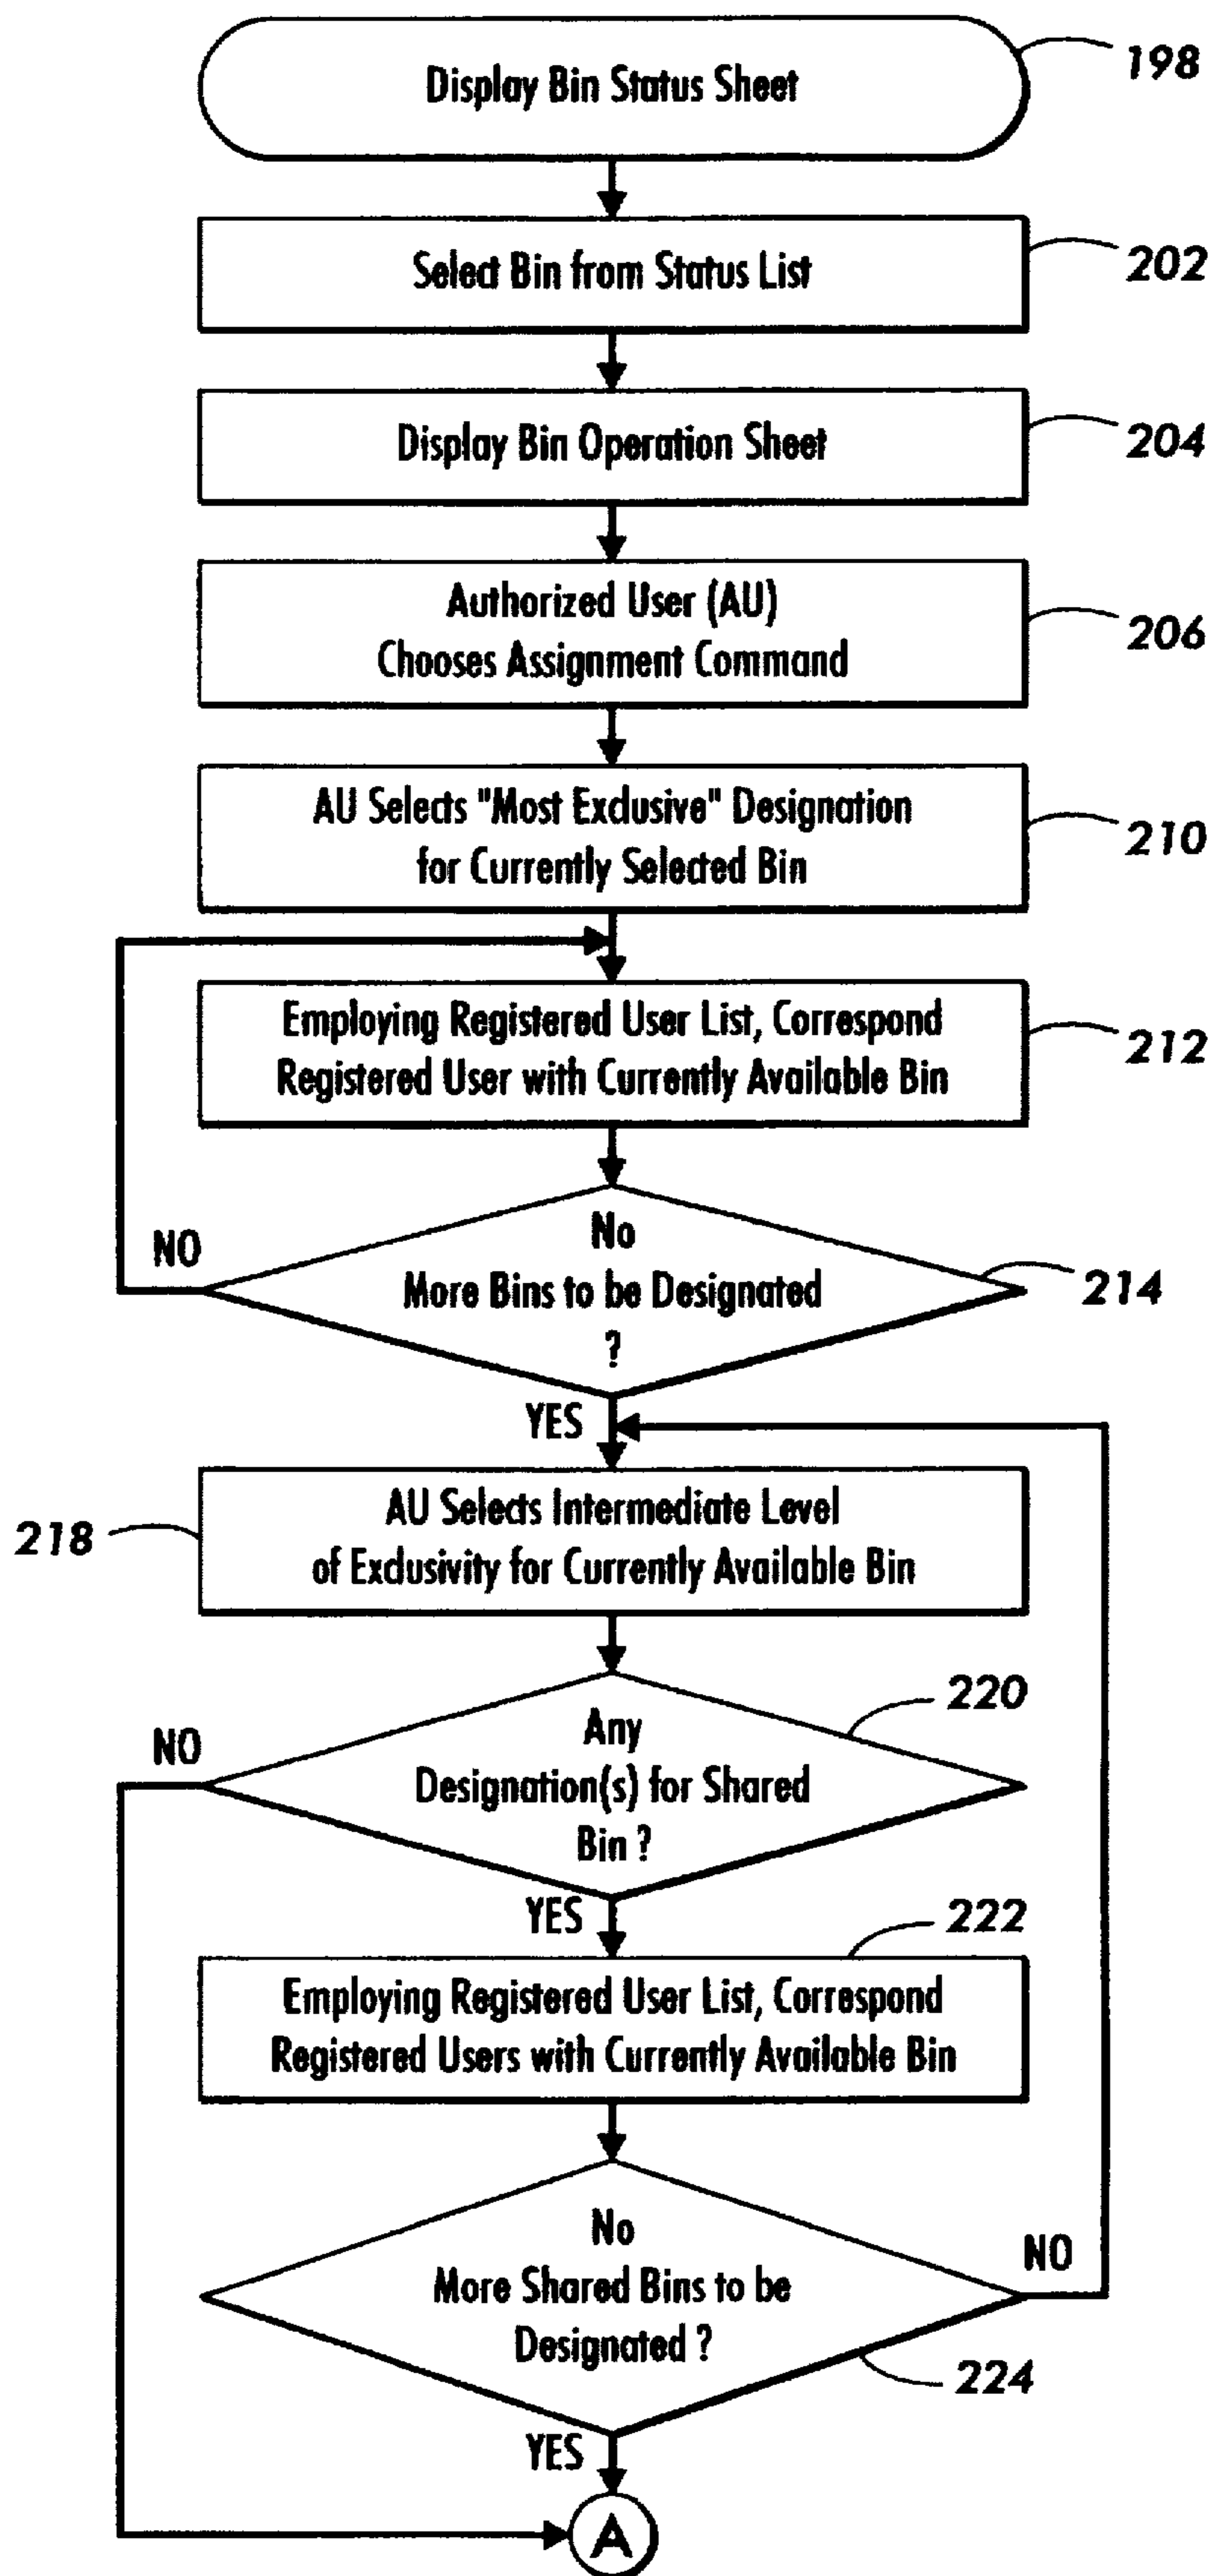 Display Bin Status Sheet
198
Select Bin from Status List
202
Display Bin Operation Sheet
204
Authorized User (AU)
Chooses Assignment Command
206
AU Selects "Most Exclusive" Designation
for Currently Selected Bin
210
Employing Registered User List, Correspond
Registered User with Currently Available Bin
212
NO
No
More Bins to be Designated
?
214
YES
AU Selects Intermediate Level
of Exclusivity for Currently Available Bin
218
NO
Any
Designation(s) for Shared
Bin ?
220
YES
222
Employing Registered User List, Correspond
Registered Users with Currently Available Bin
No
More Shared Bins to be
Designated ?
NO
224
YES
A